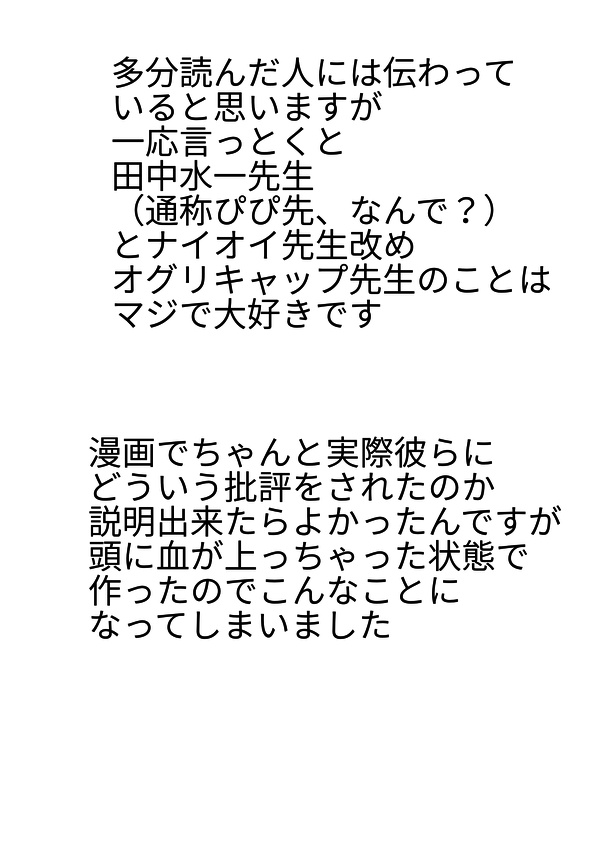 多分読んだ人には伝わって
いると思いますが
一応言っとくと
田中水一先生
（通称ぴぴ先、なんで？）
とナイオイ先生改め
オグリキャップ先生のことは
マジで大好きです
漫画でちゃんと実際彼らに
どういう批評をされたのか
説明出来たらよかったんですが
頭に血が上っちゃった状態で
作ったのでこんなことに
なってしまいました